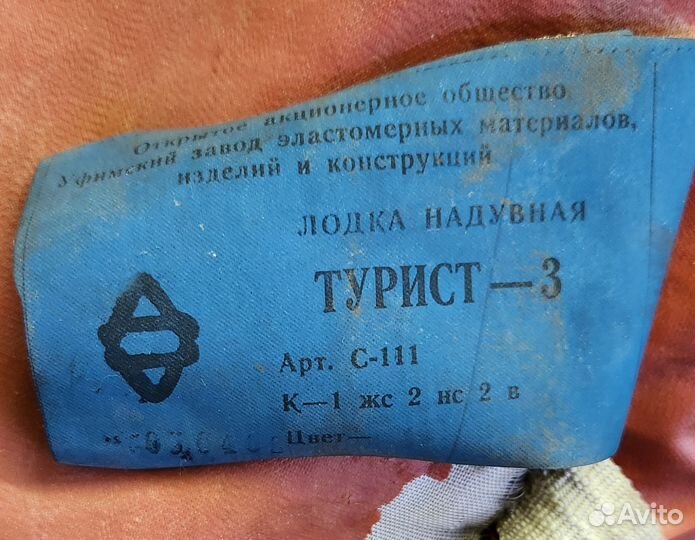 Открытое акционерное общество
Уфимский завод эластомерных материалов,
изделий и конструкций
ЛОДКА НАДУВНАЯ
ТУРИСТ—3
Арт. С-111
К—1 жс 2 нс 2 в
Цвет—
Avito